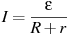 I = ε / (R + r)